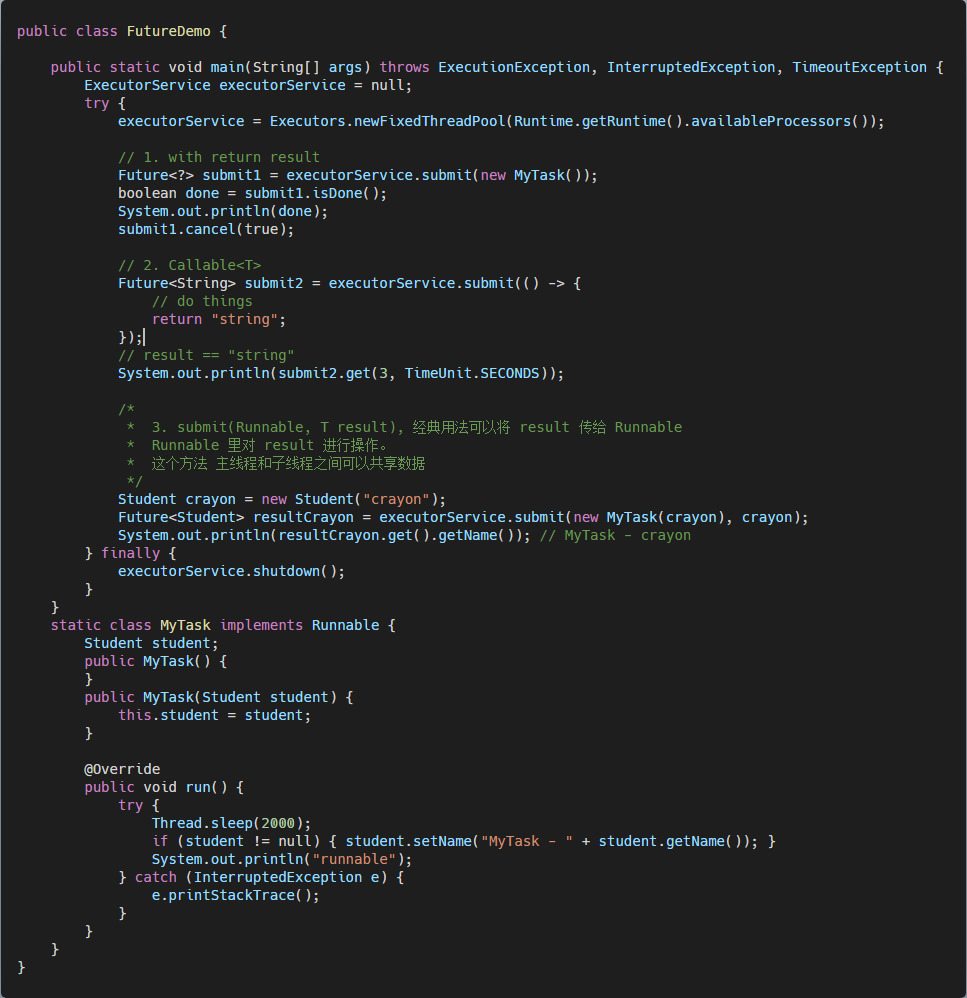 public class FutureDemo {
    public static void main(String[] args) throws ExecutionException, InterruptedException, TimeoutException {
        ExecutorService executorService = null;
        try {
            executorService = Executors.newFixedThreadPool(Runtime.getRuntime().availableProcessors());
            // 1. with return result
            Future<?> submit1 = executorService.submit(new MyTask());
            boolean done = submit1.isDone();
            System.out.println(done);
            submit1.cancel(true);
            // 2. Callable<T>
            Future<String> submit2 = executorService.submit(() -> {
                // do things
                return "string";
            });
            // result == "string"
            System.out.println(submit2.get(3, TimeUnit.SECONDS));
            /*
             *  3. submit(Runnable, T result), 经典用法可以将 result 传给 Runnable
             *  Runnable 里对 result 进行操作。
             *  这个方法 主线程和子线程之间可以共享数据
             */
            Student crayon = new Student("crayon");
            Future<Student> resultCrayon = executorService.submit(new MyTask(crayon), crayon);
            System.out.println(resultCrayon.get().getName()); // MyTask - crayon
        } finally {
            executorService.shutdown();
        }
    }
    static class MyTask implements Runnable {
        Student student;
        public MyTask() {
        }
        public MyTask(Student student) {
            this.student = student;
        }
        @Override
        public void run() {
            try {
                Thread.sleep(2000);
                if (student != null) { student.setName("MyTask - " + student.getName()); }
                System.out.println("runnable");
            } catch (InterruptedException e) {
                e.printStackTrace();
            }
        }
    }
}